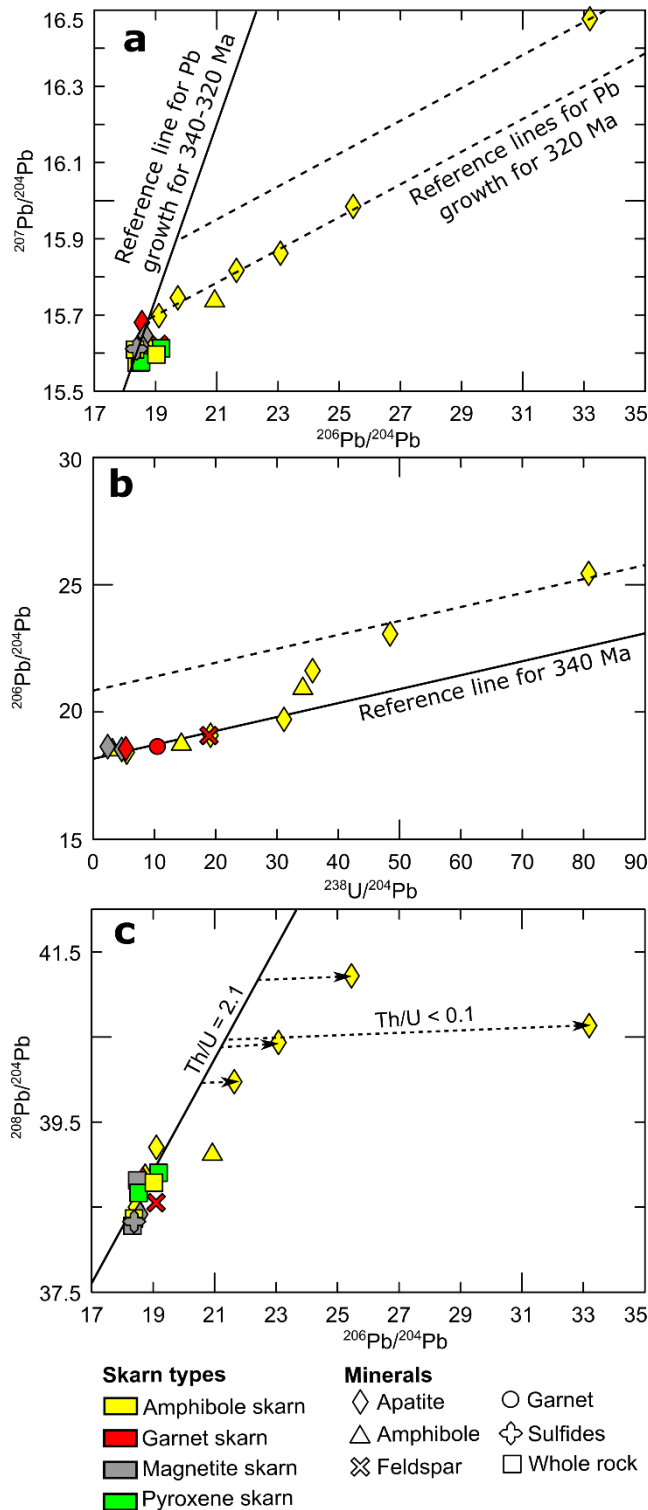 a
16.5
16.3
16.1
15.9
15.7
15.5
²⁰⁷Pb/²⁰⁴Pb
Reference line for Pb
growth for 340-320 Ma
Reference lines for Pb
growth for 320 Ma
17 19 21 23 25 27 29 31 33 35
²⁰⁶Pb/²⁰⁴Pb
b
30
25
20
15
²⁰⁶Pb/²⁰⁴Pb
Reference line for 340 Ma
0 10 20 30 40 50 60 70 80 90
²³⁸U/²⁰⁴Pb
c
41.5
39.5
37.5
²⁰⁸Pb/²⁰⁴Pb
Th/U = 2.1
Th/U < 0.1
17 19 21 23 25 27 29 31 33 35
²⁰⁶Pb/²⁰⁴Pb
Skarn types
Amphibole skarn
Garnet skarn
Magnetite skarn
Pyroxene skarn
Minerals
Apatite
Amphibole
Feldspar
Garnet
Sulfides
Whole rock